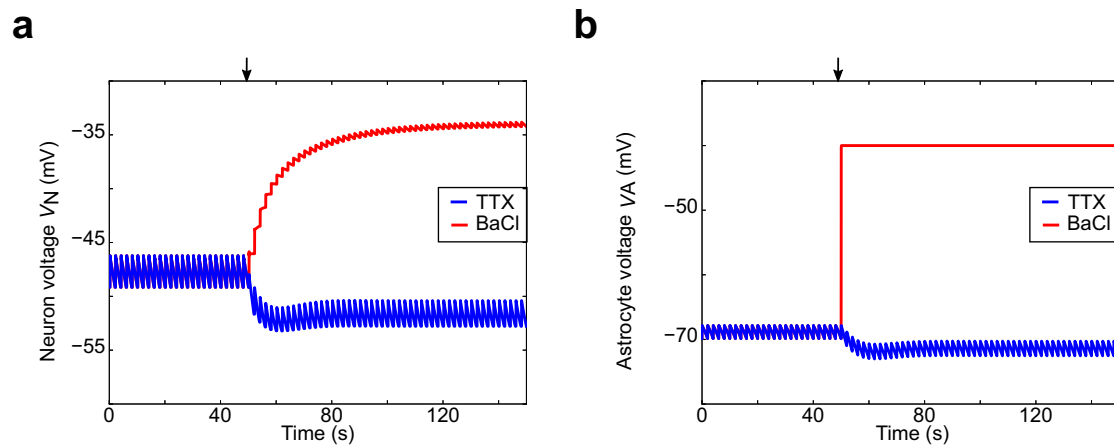 a
Neuron voltage VN (mV)
−35
−45
−55
0
40
80
120
Time (s)
TTX
BaCl
b
Astrocyte voltage VA (mV)
−50
−70
0
40
80
120
Time (s)
TTX
BaCl